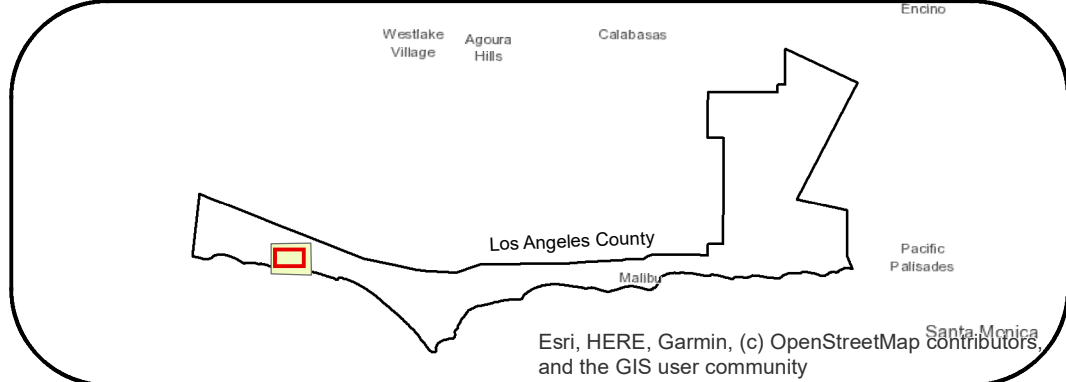 Encino
Westlake
Village
Agoura
Hills
Calabasas
Los Angeles County
Malibu
Pacific
Palisades
Santa Monica
Esri, HERE, Garmin, (c) OpenStreetMap contributors,
and the GIS user community